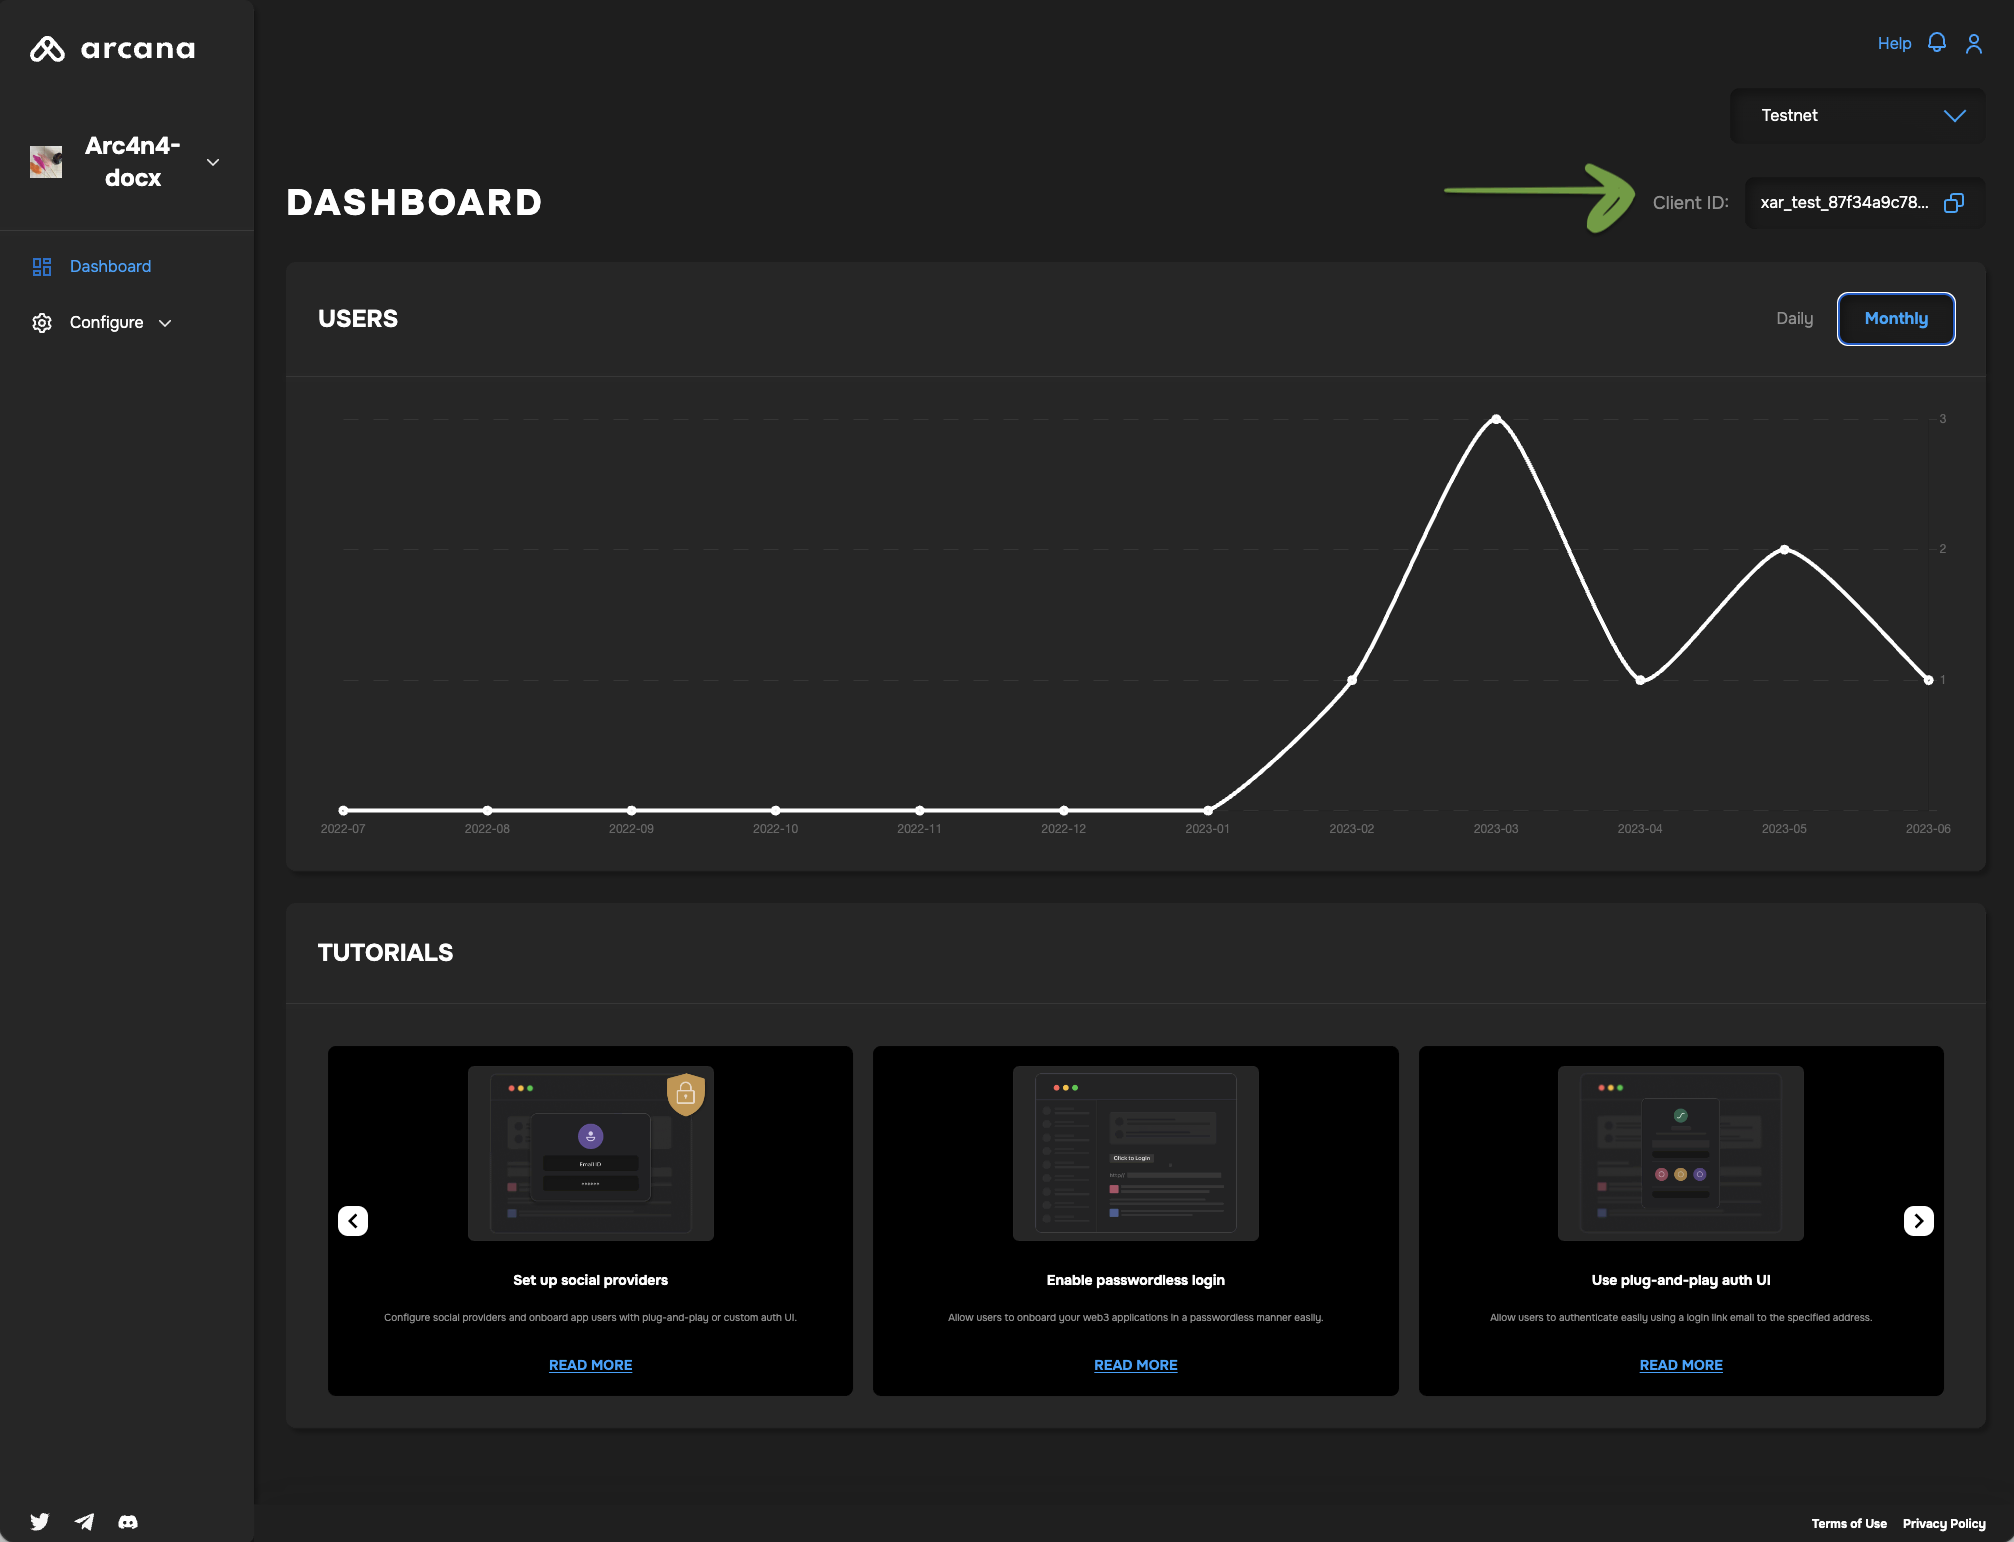 arcana
Help
Testnet
Arc4n4-
docx
DASHBOARD
Client ID:
xar_test_87f34a9c78...
Dashboard
Configure
USERS
Daily
Monthly
3
2
1
2022-07
2022-08
2022-09
2022-10
2022-11
2022-12
2023-01
2023-02
2023-03
2023-04
2023-05
2023-06
TUTORIALS
Email ID
Click to Login
Set up social providers
Configure social providers and onboard app users with plug-and-play or custom auth UI.
READ MORE
Enable passwordless login
Allow users to onboard your web3 applications in a passwordless manner easily.
READ MORE
Use plug-and-play auth UI
Allow users to authenticate easily using a login link email to the specified address.
READ MORE
Terms of Use
Privacy Policy